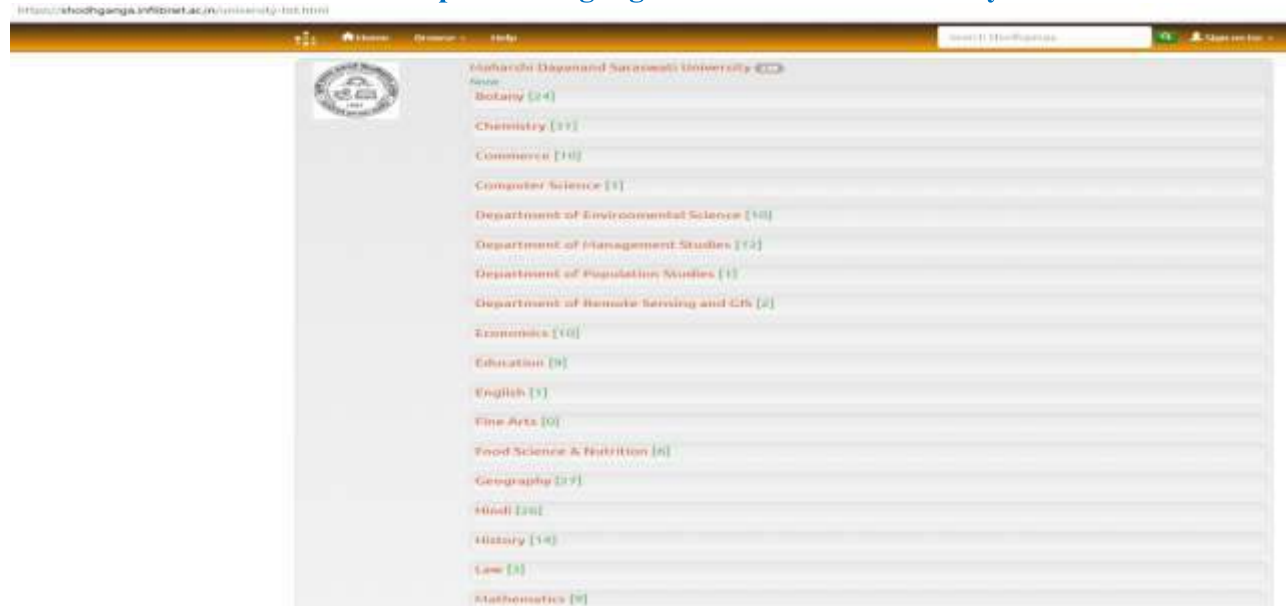 https://shodhganga.inflibnet.ac.in/university-list.html
Home Browse Help
Search Shodhganga
Sign on to:
Maharshi Dayanand Saraswati University
None
Botany [24]
Chemistry [31]
Commerce [10]
Computer Science [1]
Department of Environmental Science [10]
Department of Management Studies [12]
Department of Population Studies [1]
Department of Remote Sensing and GIS [2]
Economics [10]
Education [9]
English [1]
Fine Arts [0]
Food Science & Nutrition [6]
Geography [27]
Hindi
History [14]
Law [3]
Mathematics [9]